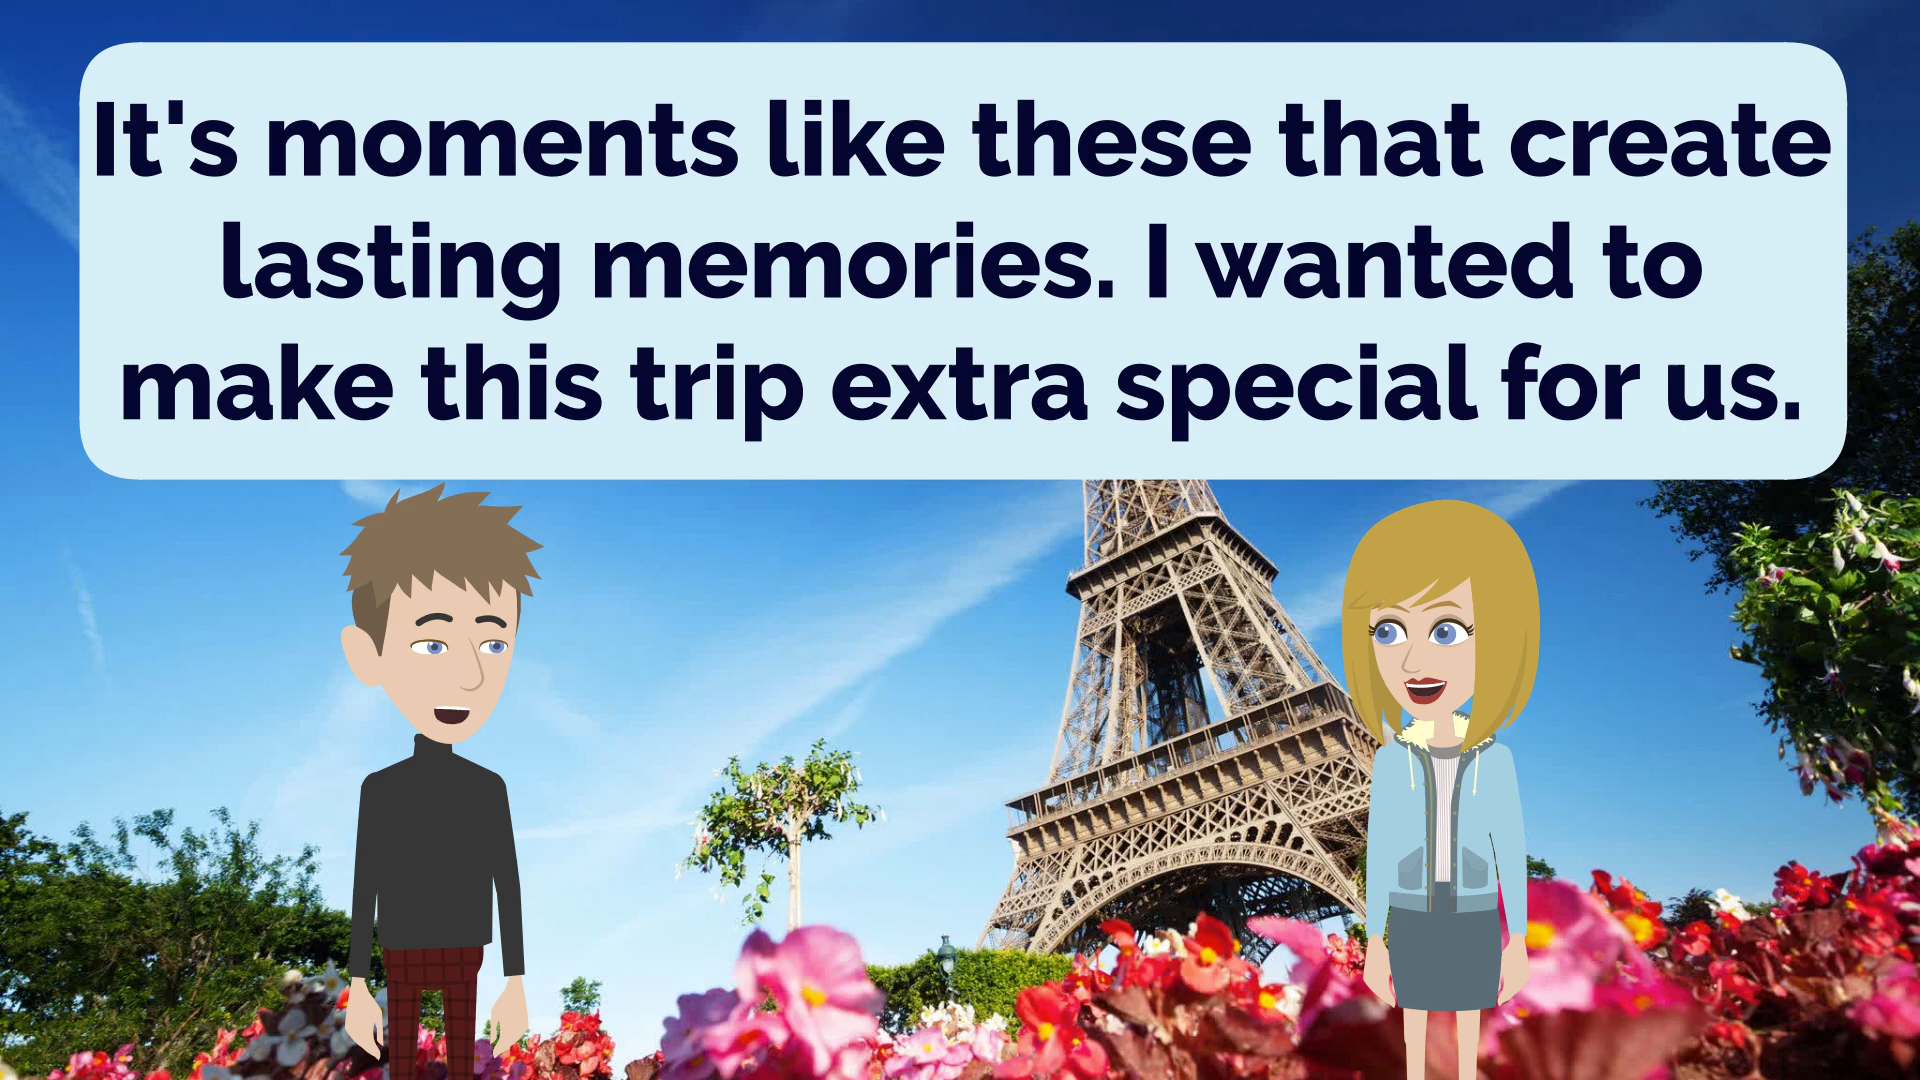 It's moments like these that create
lasting memories. I wanted to
make this trip extra special for us.